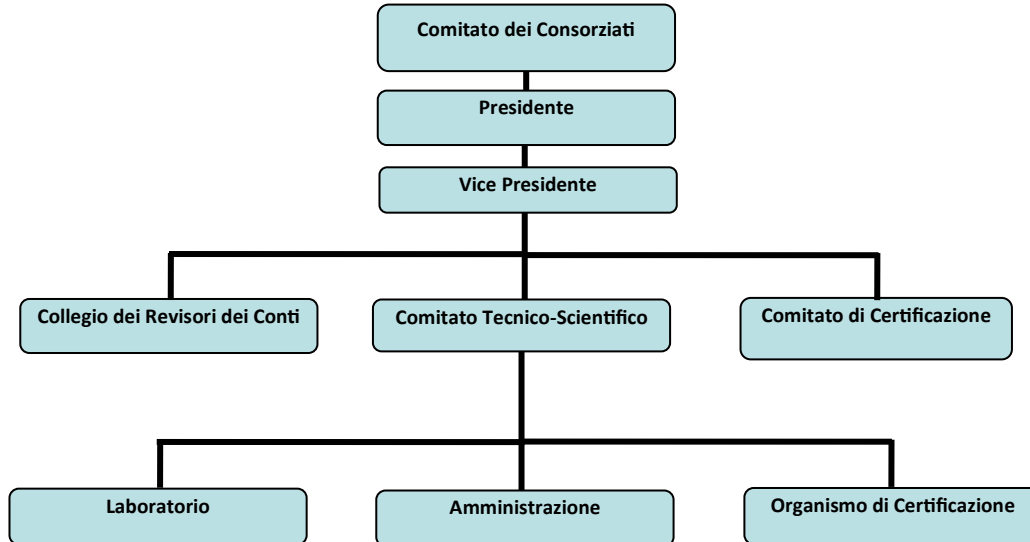 Comitato dei Consorziati
Presidente
Vice Presidente
Collegio dei Revisori dei Conti
Comitato Tecnico-Scientifico
Comitato di Certificazione
Laboratorio
Amministrazione
Organismo di Certificazione